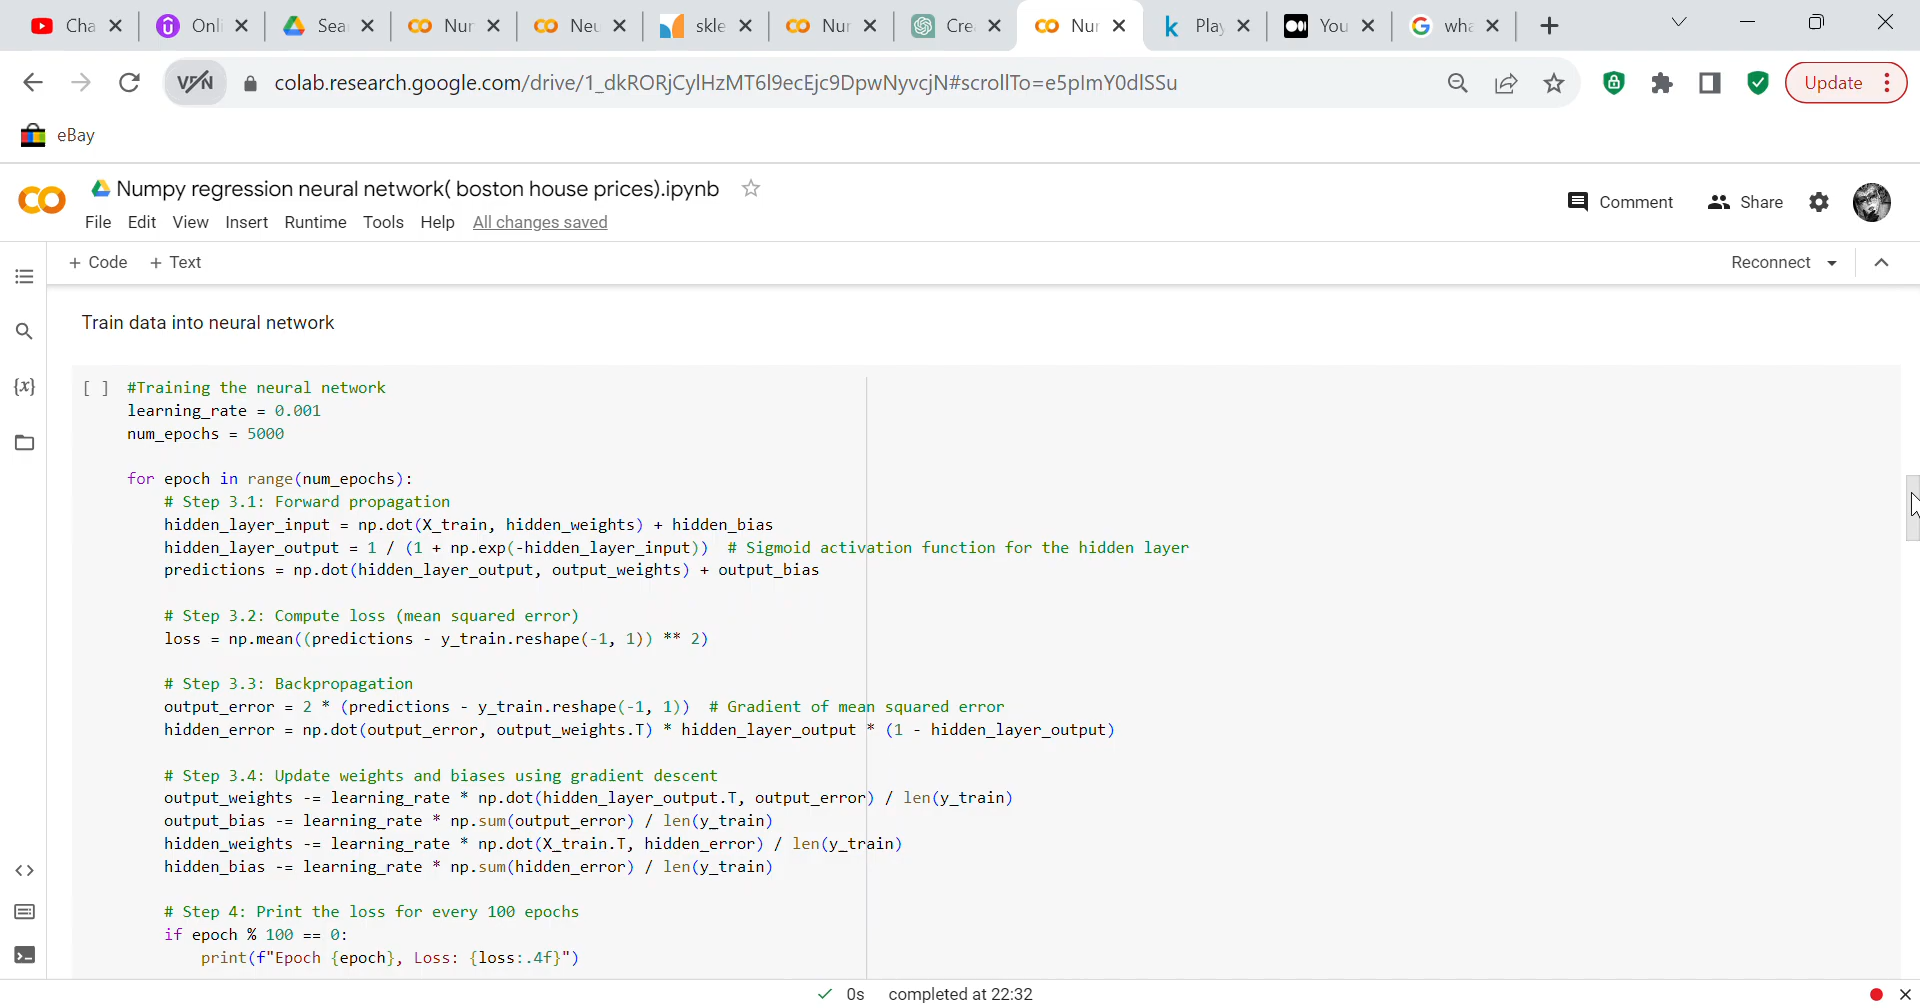 Cha
Onli
Sea
Nur
Neu
skle
Nur
Cre
Nur
Play
You
wha
VPN
colab.research.google.com/drive/1_dkRORjCylHzMT6l9ecEjc9DpwNyvcjN#scrollTo=e5plmY0dlSSu
Update
eBay
Numpy regression neural network( boston house prices).ipynb
Comment
Share
File Edit View Insert Runtime Tools Help All changes saved
+ Code + Text
Reconnect
Train data into neural network
[ ] #Training the neural network
learning_rate = 0.001
num_epochs = 5000
for epoch in range(num_epochs):
# Step 3.1: Forward propagation
hidden_layer_input = np.dot(X_train, hidden_weights) + hidden_bias
hidden_layer_output = 1 / (1 + np.exp(-hidden_layer_input)) # Sigmoid activation function for the hidden layer
predictions = np.dot(hidden_layer_output, output_weights) + output_bias
# Step 3.2: Compute loss (mean squared error)
loss = np.mean((predictions - y_train.reshape(-1, 1)) ** 2)
# Step 3.3: Backpropagation
output_error = 2 * (predictions - y_train.reshape(-1, 1)) # Gradient of mean squared error
hidden_error = np.dot(output_error, output_weights.T) * hidden_layer_output * (1 - hidden_layer_output)
# Step 3.4: Update weights and biases using gradient descent
output_weights -= learning_rate * np.dot(hidden_layer_output.T, output_error) / len(y_train)
output_bias -= learning_rate * np.sum(output_error) / len(y_train)
hidden_weights -= learning_rate * np.dot(X_train.T, hidden_error) / len(y_train)
hidden_bias -= learning_rate * np.sum(hidden_error) / len(y_train)
# Step 4: Print the loss for every 100 epochs
if epoch % 100 == 0:
print(f"Epoch {epoch}, Loss: {loss:.4f}")
{x}
0s completed at 22:32